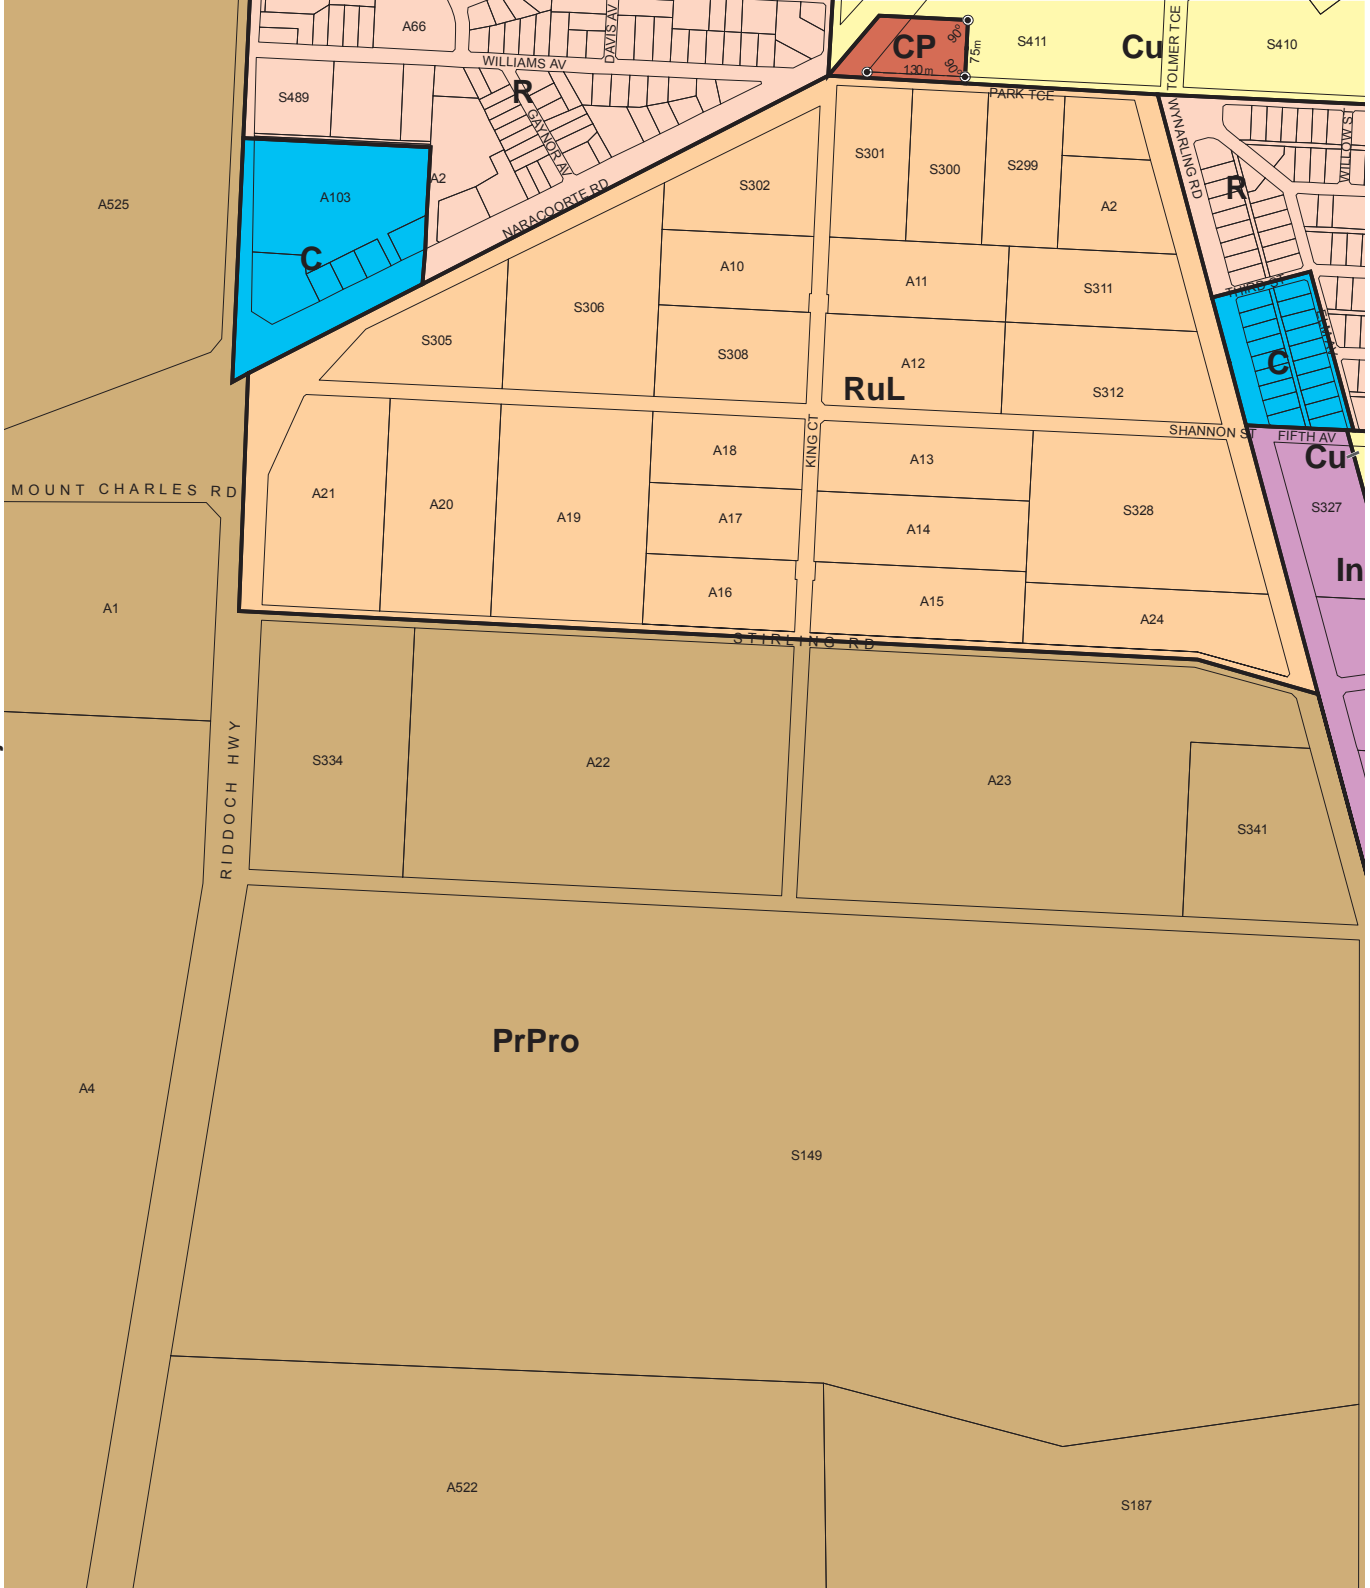 A66
DAVIS AV
WILLIAMS AV
CP
90°
90°
75m
130m
S411
Cu
TOLMER TCE
S410
S489
R
GAYNOR AV
PARK TCE
WYNARLING RD
WILLOW ST
A525
A103
A2
C
NARACOORTE RD
S301
S300
S299
S302
A2
R
A10
A11
S311
THIRD ST
S305
S306
S308
A12
S312
RuL
C
KING CT
SHANNON ST
FIFTH AV
Cu
MOUNT CHARLES RD
A21
A20
A19
A18
A17
A16
A13
A14
A15
S328
A24
S327
In
A1
STIRLING RD
RIDDOCH HWY
S334
A22
A23
S341
PrPro
A4
S149
A522
S187